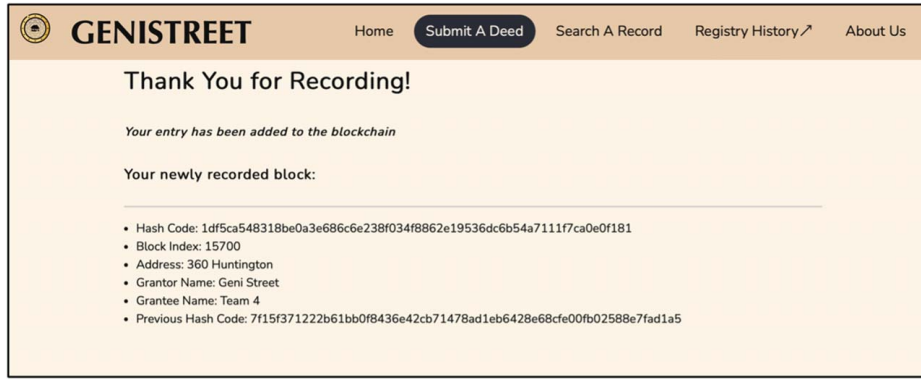 GENISTREET
Home Submit A Deed Search A Record Registry History↗ About Us
Thank You for Recording!
Your entry has been added to the blockchain
Your newly recorded block:
• Hash Code: 1df5ca548318be0a3e686c6e238f034f8862e19536dc6b54a7111f7ca0e0f181
• Block Index: 15700
• Address: 360 Huntington
• Grantor Name: Geni Street
• Grantee Name: Team 4
• Previous Hash Code: 7f15f371222b61bb0f8436e42cb71478ad1eb6428e68cfe00fb02588e7fad1a5